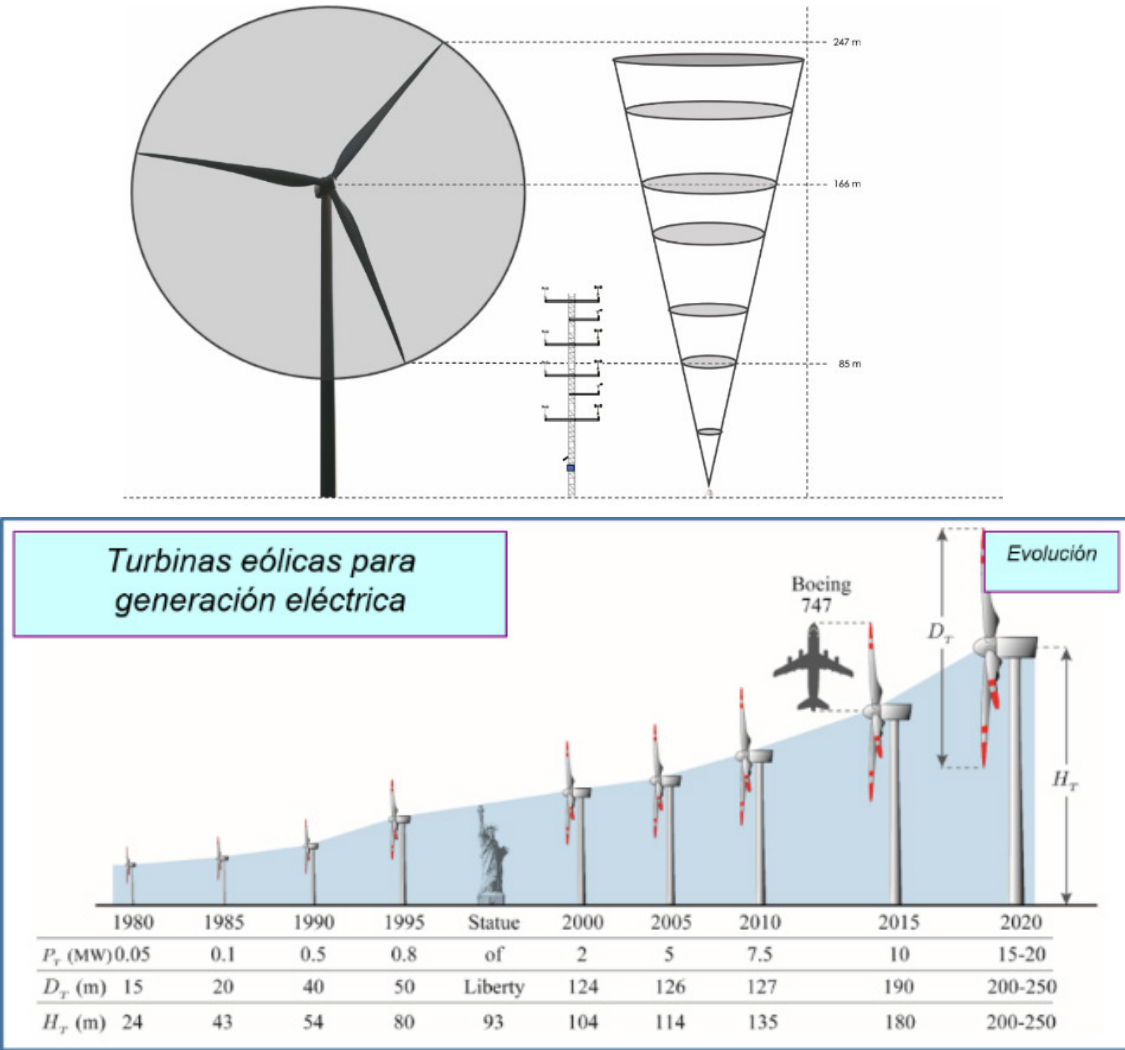 247 m
166 m
85 m
Turbinas eólicas para
generación eléctrica
Evolución
Boeing
747
D_T
H_T
1980 1985 1990 1995 Statue 2000 2005 2010 2015 2020
P_T (MW) 0.05 0.1 0.5 0.8 of 2 5 7.5 10 15-20
D_T (m) 15 20 40 50 Liberty 124 126 127 190 200-250
H_T (m) 24 43 54 80 93 104 114 135 180 200-250